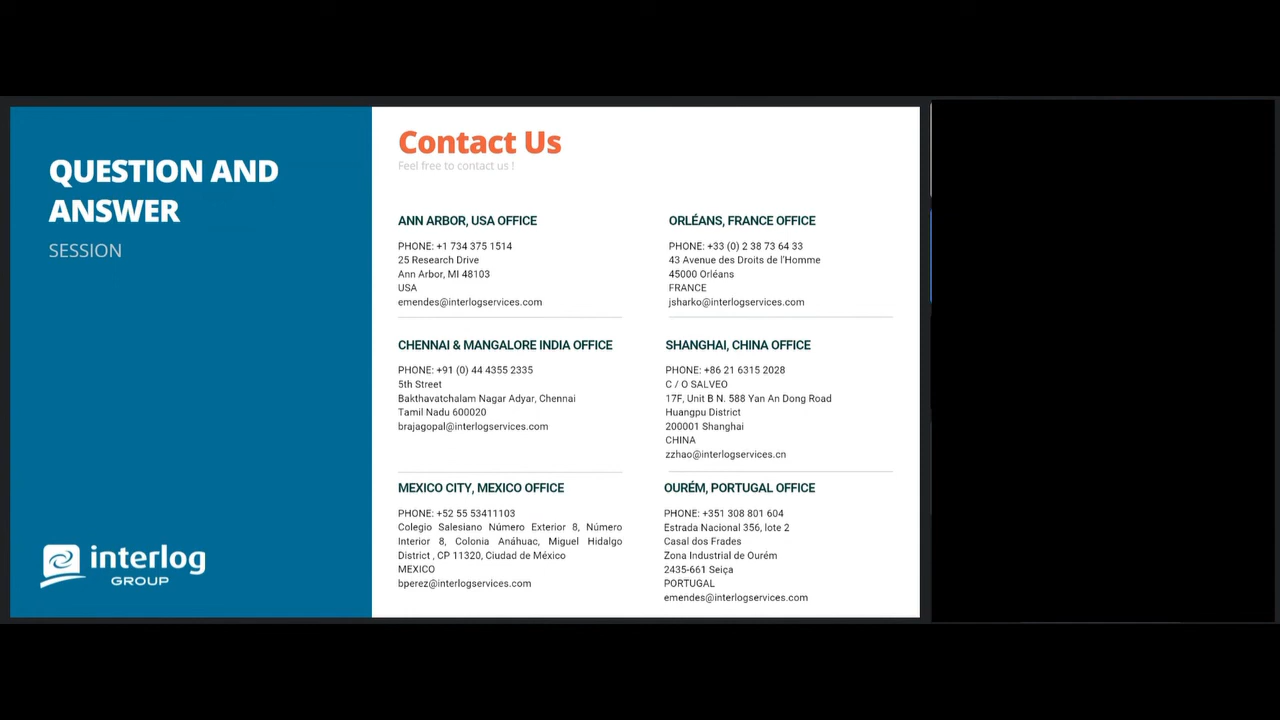 QUESTION AND
ANSWER
SESSION
interlog
GROUP
Contact Us
Feel free to contact us !
ANN ARBOR, USA OFFICE
PHONE: +1 734 375 1514
25 Research Drive
Ann Arbor, MI 48103
USA
emendes@interlogservices.com
ORLÉANS, FRANCE OFFICE
PHONE: +33 (0) 2 38 73 64 33
43 Avenue des Droits de l'Homme
45000 Orléans
FRANCE
jsharko@interlogservices.com
CHENNAI & MANGALORE INDIA OFFICE
PHONE: +91 (0) 44 4355 2335
5th Street
Bakthavatchalam Nagar Adyar, Chennai
Tamil Nadu 600020
brajagopal@interlogservices.com
SHANGHAI, CHINA OFFICE
PHONE: +86 21 6315 2028
C / O SALVEO
17F, Unit B N. 588 Yan An Dong Road
Huangpu District
200001 Shanghai
CHINA
zzhao@interlogservices.cn
MEXICO CITY, MEXICO OFFICE
PHONE: +52 55 53411103
Colegio Salesiano Número Exterior 8, Número
Interior 8, Colonia Anáhuac, Miguel Hidalgo
District , CP 11320, Ciudad de México
MEXICO
bperez@interlogservices.com
OURÉM, PORTUGAL OFFICE
PHONE: +351 308 801 604
Estrada Nacional 356, lote 2
Casal dos Frades
Zona Industrial de Ourém
2435-661 Seiça
PORTUGAL
emendes@interlogservices.com